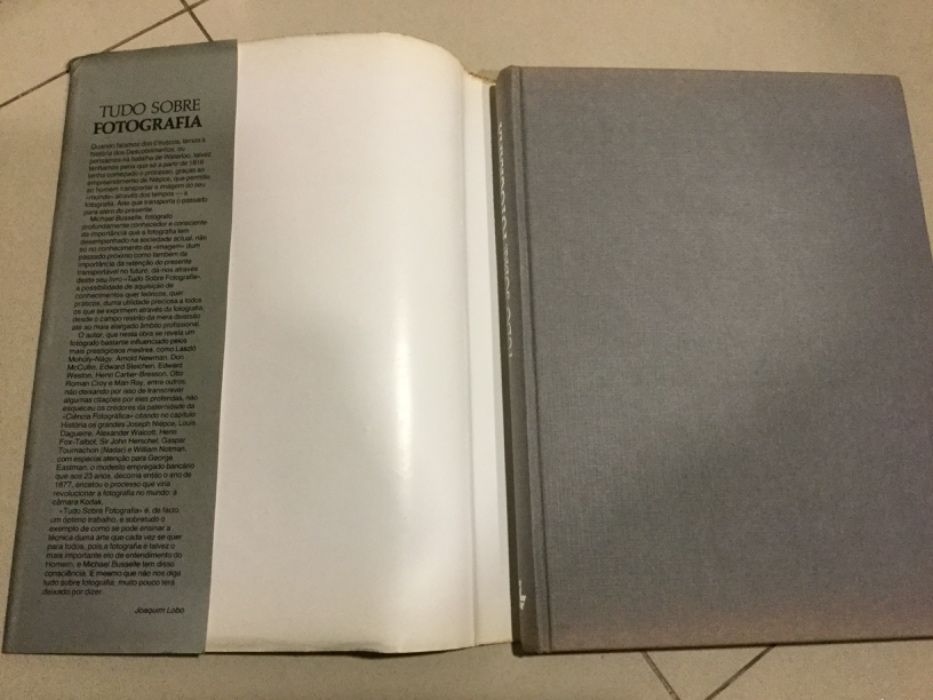 TUDO SOBRE
FOTOGRAFIA
Quando falamos dos Etruscos, temos a
história dos Descobrimentos, ou
pensamos na batalha de Waterloo, talvez
tenhamos pena que só a partir de 1816
tenha começado o processo, graças ao
empreendimento de Niépce, que permitiu
ao homem transportar a imagem do seu
«mundo» através dos tempos — a
fotografia. Arte que transporta o passado
para além do presente.
Michael Busselle, fotógrafo
profundamente conhecedor e consciente
da importância que a fotografia tem
desempenhado na sociedade actual, não
só no conhecimento da «imagem» dum
passado próximo como também da
importância da retenção do presente
transportável no futuro, dá-nos através
deste seu livro «Tudo Sobre Fotografia»,
a possibilidade de aquisição de
conhecimentos quer teóricos, quer
práticos, duma utilidade preciosa a todos
os que se exprimem através da fotografia,
desde o campo restrito da mera diversão
até ao mais alargado âmbito profissional.
O autor, que nessa obra se revela um
fotógrafo bastante influenciado pelos
mais prestigiosos mestres, como Laszló
Moholy-Nagy, Arnold Newman, Don
McCullin, Edward Steichen, Edward
Weston, Henri Cartier-Bresson, Otto
Roman Croy e Man Ray, entre outros,
não deixando por isso de transcrever
algumas citações por eles proferidas, não
esqueceu os credores da paternidade da
«Ciência Fotográfica» citando no capítulo
História os grandes Joseph Niépce, Louis
Daguerre, Alexander Walcott, Henri
Fox-Talbot, Sir John Herschel, Gaspar
Tournachon (Nadar) e William Notman,
com especial atenção para George
Eastman, o modesto empregado bancário
que aos 23 anos, decorria então o ano de
1877, encetou o processo que viria
revolucionar a fotografia no mundo: a
câmara Kodak.
«Tudo Sobre Fotografia» é, de facto,
um óptimo trabalho, e sobretudo o
exemplo de como se pode ensinar a
técnica duma arte que cada vez se quer
para todos, pois a fotografia é talvez o
mais importante elo de entendimento do
Homem, e Michael Busselle tem disso
consciência. E mesmo que não nos diga
tudo sobre fotografia, muito pouco terá
deixado por dizer.
Joaquim Lobo